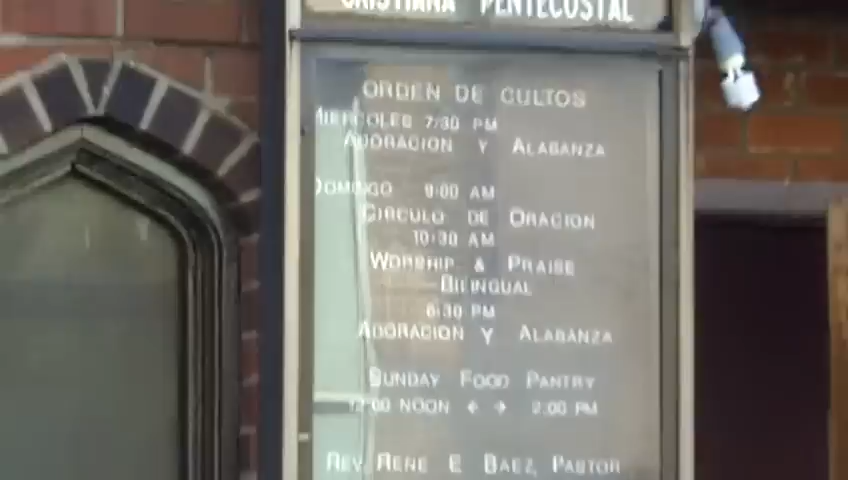 CRISTIANA PENTECOSTAL
ORDEN DE CULTOS
MIERCOLES 7:30 PM
ADORACION Y ALABANZA
DOMINGO 9:00 AM
CIRCULO DE ORACION
10:30 AM
WORSHIP & PRAISE
BILINGUAL
6:30 PM
ADORACION Y ALABANZA
SUNDAY FOOD PANTRY
12:00 NOON ← → 2:00 PM
REV. RENE E. BAEZ, PASTOR